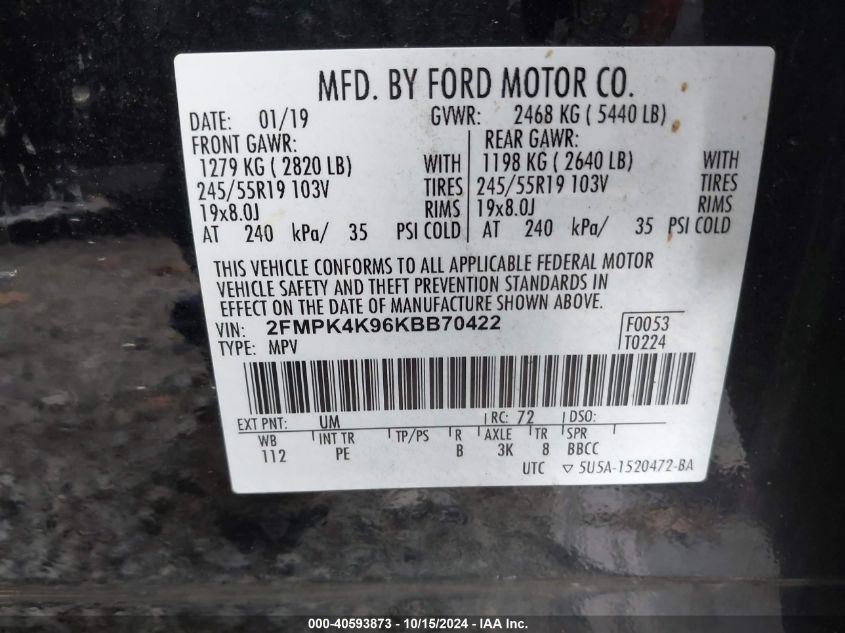 MFD. BY FORD MOTOR CO.
DATE: 01/19 GVWR: 2468 KG ( 5440 LB)
FRONT GAWR: REAR GAWR:
1279 KG ( 2820 LB) WITH 1198 KG ( 2640 LB) WITH
245/55R19 103V TIRES 245/55R19 103V TIRES
19x8.0J RIMS 19x8.0J RIMS
AT 240 kPa/ 35 PSI COLD AT 240 kPa/ 35 PSI COLD
THIS VEHICLE CONFORMS TO ALL APPLICABLE FEDERAL MOTOR
VEHICLE SAFETY AND THEFT PREVENTION STANDARDS IN
EFFECT ON THE DATE OF MANUFACTURE SHOWN ABOVE.
VIN: 2FMPK4K96KBB70422 F0053
TYPE: MPV T0224
EXT PNT: UM RC: 72 DSO:
WB INT TR TP/PS R AXLE TR SPR
112 PE B 3K 8 BBCC
UTC ▽ 5U5A-1520472-BA
000-40593873 - 10/15/2024 - IAA Inc.